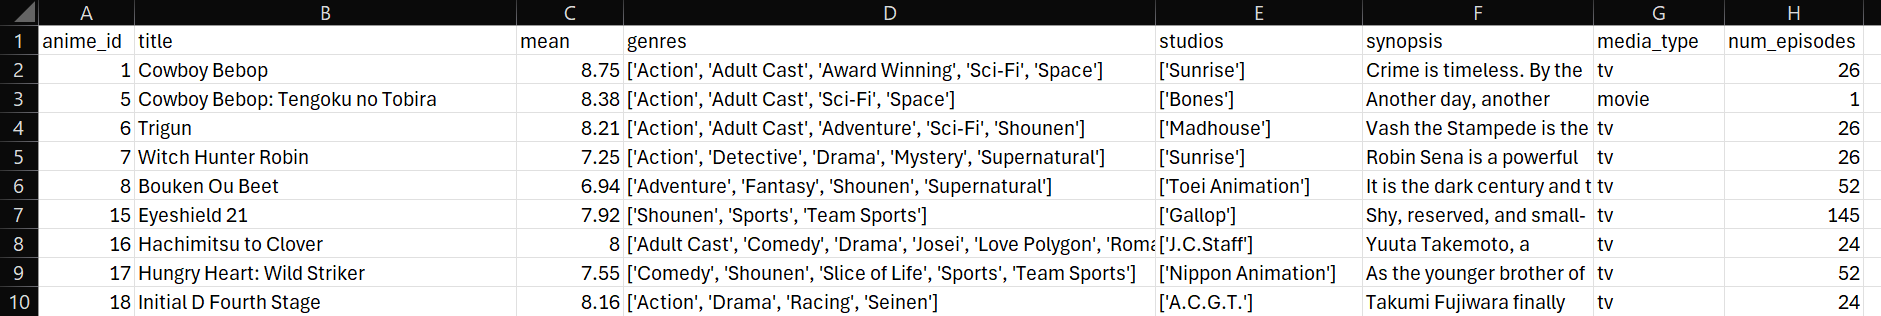 A B C D E F G H
1 anime_id title mean genres studios synopsis media_type num_episodes
2 1 Cowboy Bebop 8.75 ['Action', 'Adult Cast', 'Award Winning', 'Sci-Fi', 'Space'] ['Sunrise'] Crime is timeless. By the tv 26
3 5 Cowboy Bebop: Tengoku no Tobira 8.38 ['Action', 'Adult Cast', 'Sci-Fi', 'Space'] ['Bones'] Another day, another movie 1
4 6 Trigun 8.21 ['Action', 'Adult Cast', 'Adventure', 'Sci-Fi', 'Shounen'] ['Madhouse'] Vash the Stampede is the tv 26
5 7 Witch Hunter Robin 7.25 ['Action', 'Detective', 'Drama', 'Mystery', 'Supernatural'] ['Sunrise'] Robin Sena is a powerful tv 26
6 8 Bouken Ou Beet 6.94 ['Adventure', 'Fantasy', 'Shounen', 'Supernatural'] ['Toei Animation'] It is the dark century and t tv 52
7 15 Eyeshield 21 7.92 ['Shounen', 'Sports', 'Team Sports'] ['Gallop'] Shy, reserved, and small- tv 145
8 16 Hachimitsu to Clover 8 ['Adult Cast', 'Comedy', 'Drama', 'Josei', 'Love Polygon', 'Roma ['J.C.Staff'] Yuuta Takemoto, a tv 24
9 17 Hungry Heart: Wild Striker 7.55 ['Comedy', 'Shounen', 'Slice of Life', 'Sports', 'Team Sports'] ['Nippon Animation'] As the younger brother of tv 52
10 18 Initial D Fourth Stage 8.16 ['Action', 'Drama', 'Racing', 'Seinen'] ['A.C.G.T.'] Takumi Fujiwara finally tv 24